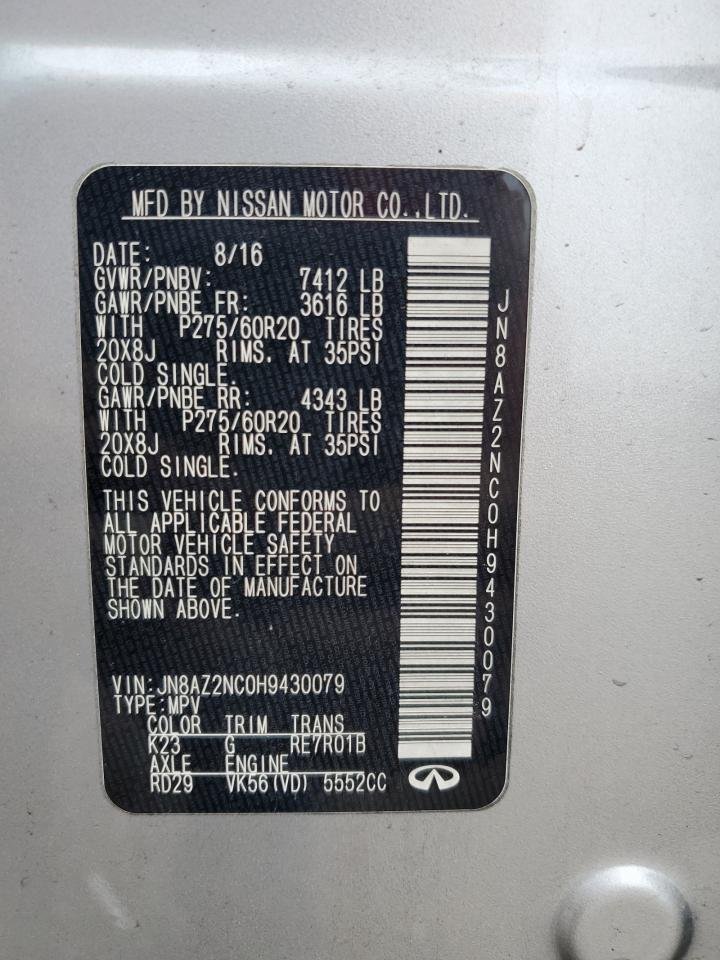 MFD BY NISSAN MOTOR CO.,LTD.
DATE: 8/16
GVWR/PNBV: 7412 LB
GAWR/PNBE FR: 3616 LB
WITH P275/60R20 TIRES
20X8J RIMS. AT 35PSI
COLD SINGLE.
GAWR/PNBE RR: 4343 LB
WITH P275/60R20 TIRES
20X8J RIMS. AT 35PSI
COLD SINGLE.
THIS VEHICLE CONFORMS TO
ALL APPLICABLE FEDERAL
MOTOR VEHICLE SAFETY
STANDARDS IN EFFECT ON
THE DATE OF MANUFACTURE
SHOWN ABOVE.
VIN:JN8AZ2NC0H9430079
TYPE:MPV
COLOR TRIM TRANS
K23 G RE7R01B
AXLE ENGINE
RD29 VK56(VD) 5552CC
JN8AZ2NC0H9430079